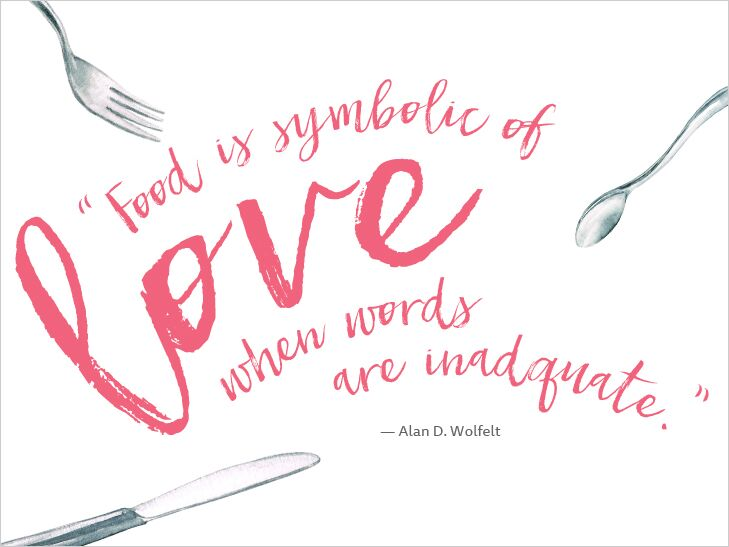 “ Food is symbolic of
love
when words
are inadquate. ”
— Alan D. Wolfelt